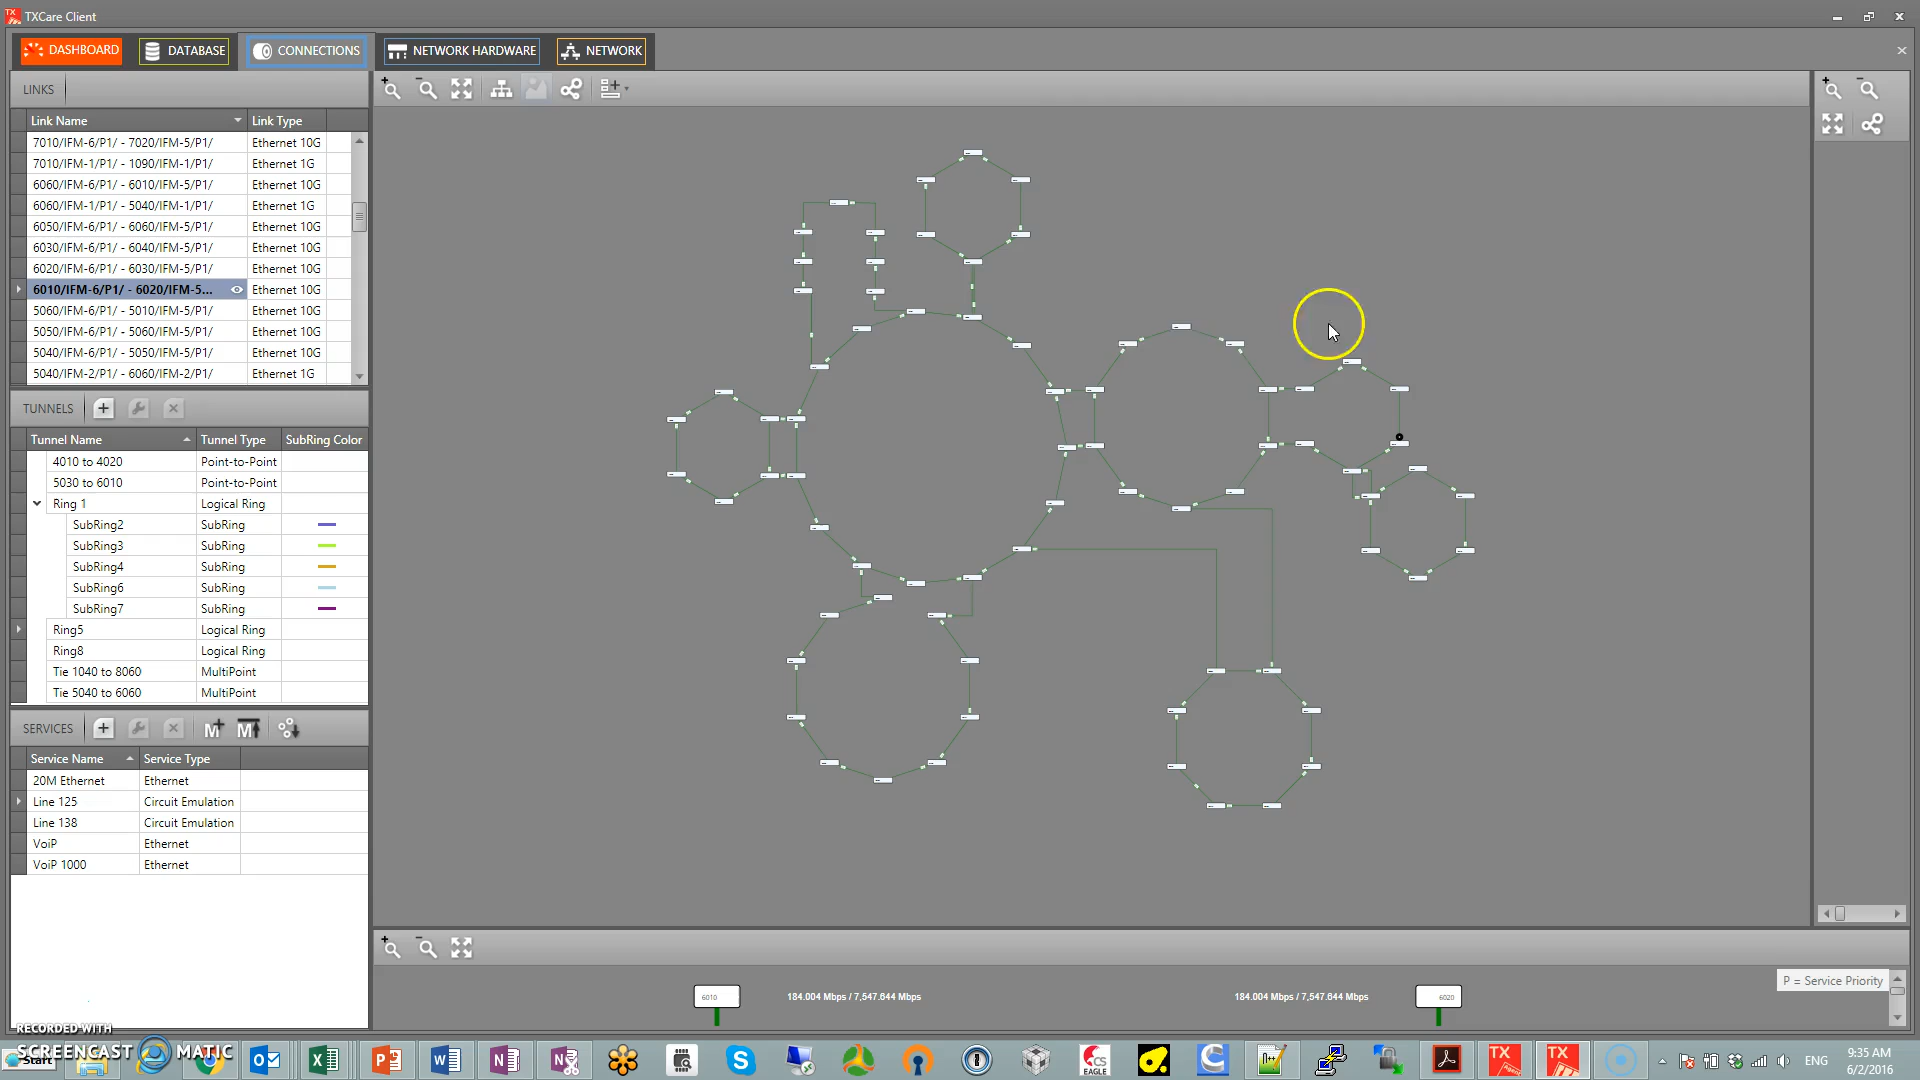 TXCare Client
DASHBOARD
DATABASE
CONNECTIONS
NETWORK HARDWARE
NETWORK
LINKS
Link Name Link Type
7010/IFM-6/P1/ - 7020/IFM-5/P1/ Ethernet 10G
7010/IFM-1/P1/ - 1090/IFM-1/P1/ Ethernet 1G
6060/IFM-6/P1/ - 6010/IFM-5/P1/ Ethernet 10G
6060/IFM-1/P1/ - 5040/IFM-1/P1/ Ethernet 1G
6050/IFM-6/P1/ - 6060/IFM-5/P1/ Ethernet 10G
6030/IFM-6/P1/ - 6040/IFM-5/P1/ Ethernet 10G
6020/IFM-6/P1/ - 6030/IFM-5/P1/ Ethernet 10G
6010/IFM-6/P1/ - 6020/IFM-5... Ethernet 10G
5060/IFM-6/P1/ - 5010/IFM-5/P1/ Ethernet 10G
5050/IFM-6/P1/ - 5060/IFM-5/P1/ Ethernet 10G
5040/IFM-6/P1/ - 5050/IFM-5/P1/ Ethernet 10G
5040/IFM-2/P1/ - 6060/IFM-2/P1/ Ethernet 1G
TUNNELS
Tunnel Name Tunnel Type SubRing Color
4010 to 4020 Point-to-Point
5030 to 6010 Point-to-Point
Ring 1 Logical Ring
SubRing2 SubRing
SubRing3 SubRing
SubRing4 SubRing
SubRing6 SubRing
SubRing7 SubRing
Ring5 Logical Ring
Ring8 Logical Ring
Tie 1040 to 8060 MultiPoint
Tie 5040 to 6060 MultiPoint
SERVICES
Service Name Service Type
20M Ethernet Ethernet
Line 125 Circuit Emulation
Line 138 Circuit Emulation
VoiP Ethernet
VoiP 1000 Ethernet
P = Service Priority
6010 184.004 Mbps / 7,547.644 Mbps 184.004 Mbps / 7,547.644 Mbps 6020
RECORDED WITH
SCREENCAST MATIC
Start
CS
EAGLE
TX
TX
ENG
9:35 AM
6/2/2016